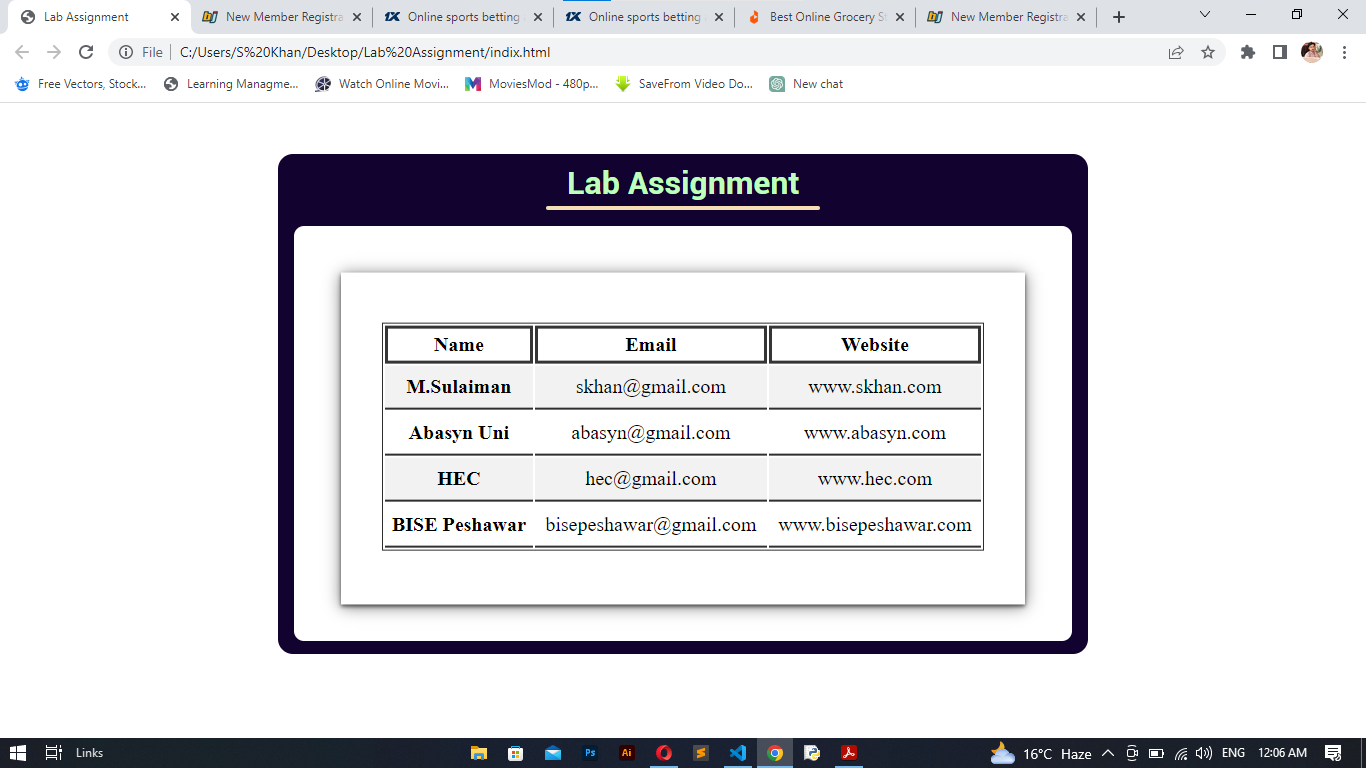 Lab Assignment
New Member Registra
Online sports betting
Online sports betting
Best Online Grocery S
New Member Registra
File
C:/Users/S%20Khan/Desktop/Lab%20Assignment/indix.html
Free Vectors, Stock...
Learning Managme...
Watch Online Movi...
MoviesMod - 480p...
SaveFrom Video Do...
New chat
Lab Assignment
Name Email Website
M.Sulaiman skhan@gmail.com www.skhan.com
Abasyn Uni abasyn@gmail.com www.abasyn.com
HEC hec@gmail.com www.hec.com
BISE Peshawar bisepeshawar@gmail.com www.bisepeshawar.com
Links
Ps
Ai
16°C Haze
ENG
12:06 AM